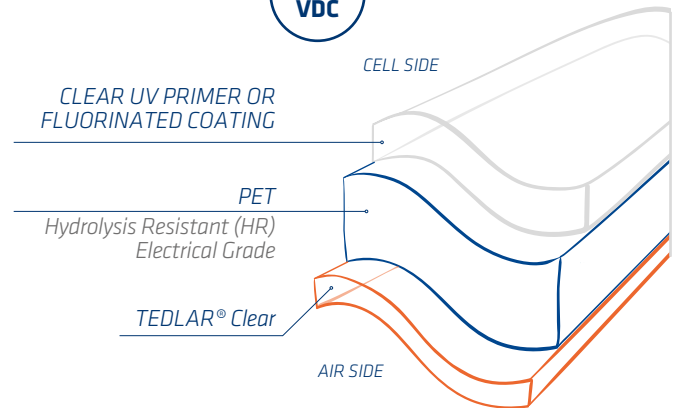 VDC
CELL SIDE
CLEAR UV PRIMER OR
FLUORINATED COATING
PET
Hydrolysis Resistant (HR)
Electrical Grade
TEDLAR® Clear
AIR SIDE